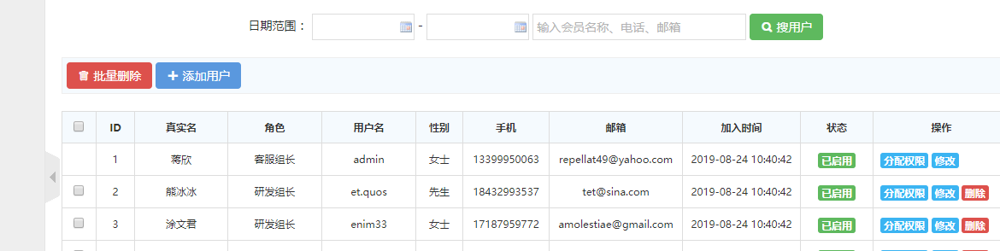 日期范围： - 输入会员名称、电话、邮箱 搜用户
批量删除 添加用户
ID 真实名 角色 用户名 性别 手机 邮箱 加入时间 状态 操作
1 蒋欣 客服组长 admin 女士 13399950063 repellat49@yahoo.com 2019-08-24 10:40:42 已启用 分配权限 修改
2 熊冰冰 研发组长 et.quos 先生 18432993537 tet@sina.com 2019-08-24 10:40:42 已启用 分配权限 修改 删除
3 涂文君 研发组长 enim33 女士 17187959772 amolestiae@gmail.com 2019-08-24 10:40:42 已启用 分配权限 修改 删除